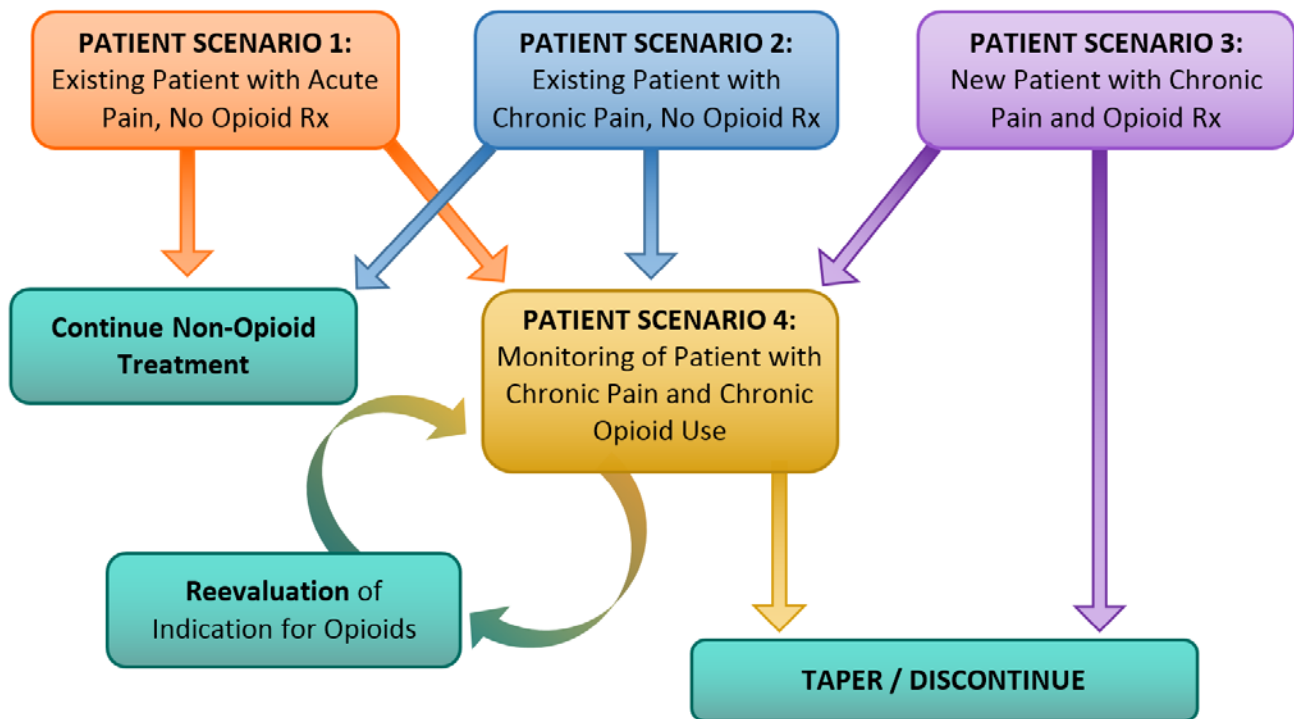 PATIENT SCENARIO 1:
Existing Patient with Acute
Pain, No Opioid Rx
PATIENT SCENARIO 2:
Existing Patient with
Chronic Pain, No Opioid Rx
PATIENT SCENARIO 3:
New Patient with Chronic
Pain and Opioid Rx
Continue Non-Opioid
Treatment
PATIENT SCENARIO 4:
Monitoring of Patient with
Chronic Pain and Chronic
Opioid Use
Reevaluation of
Indication for Opioids
TAPER / DISCONTINUE